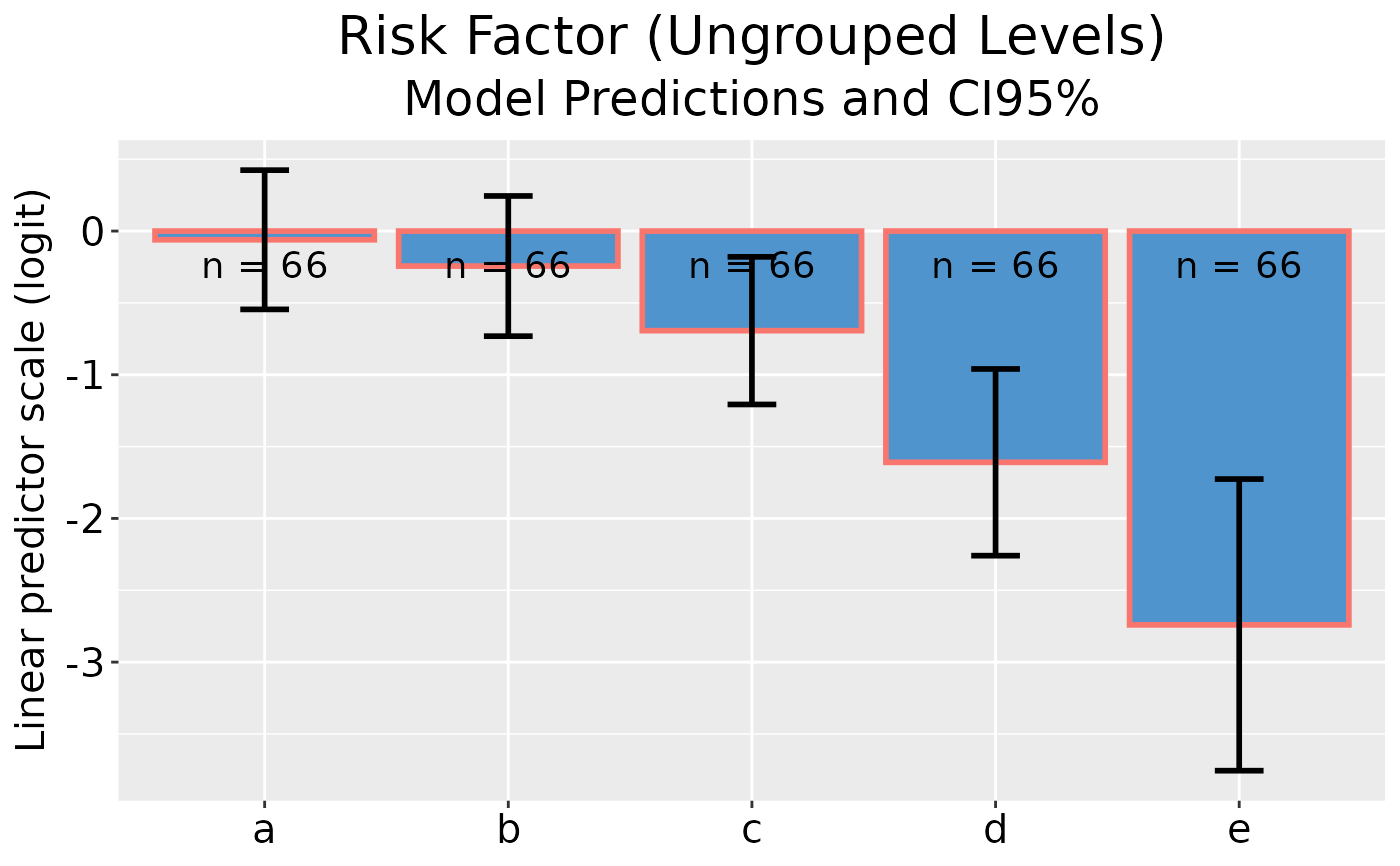 Risk Factor (Ungrouped Levels)
Model Predictions and CI95%
Linear predictor scale (logit)
0
-1
-2
-3
n = 66
n = 66
n = 66
n = 66
n = 66
a
b
c
d
e